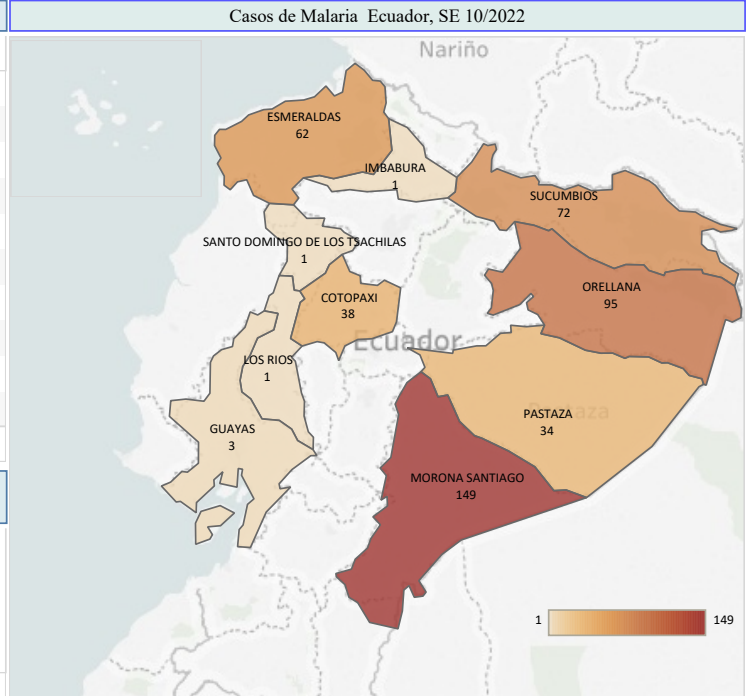 Casos de Malaria  Ecuador, SE 10/2022
Nariño
ESMERALDAS
62
IMBABURA
1
SUCUMBIOS
72
SANTO DOMINGO DE LOS TSACHILAS
1
ORELLANA
95
COTOPAXI
38
Ecuador
LOS RIOS
1
PASTAZA
34
Pastaza
GUAYAS
3
MORONA SANTIAGO
149
1
149